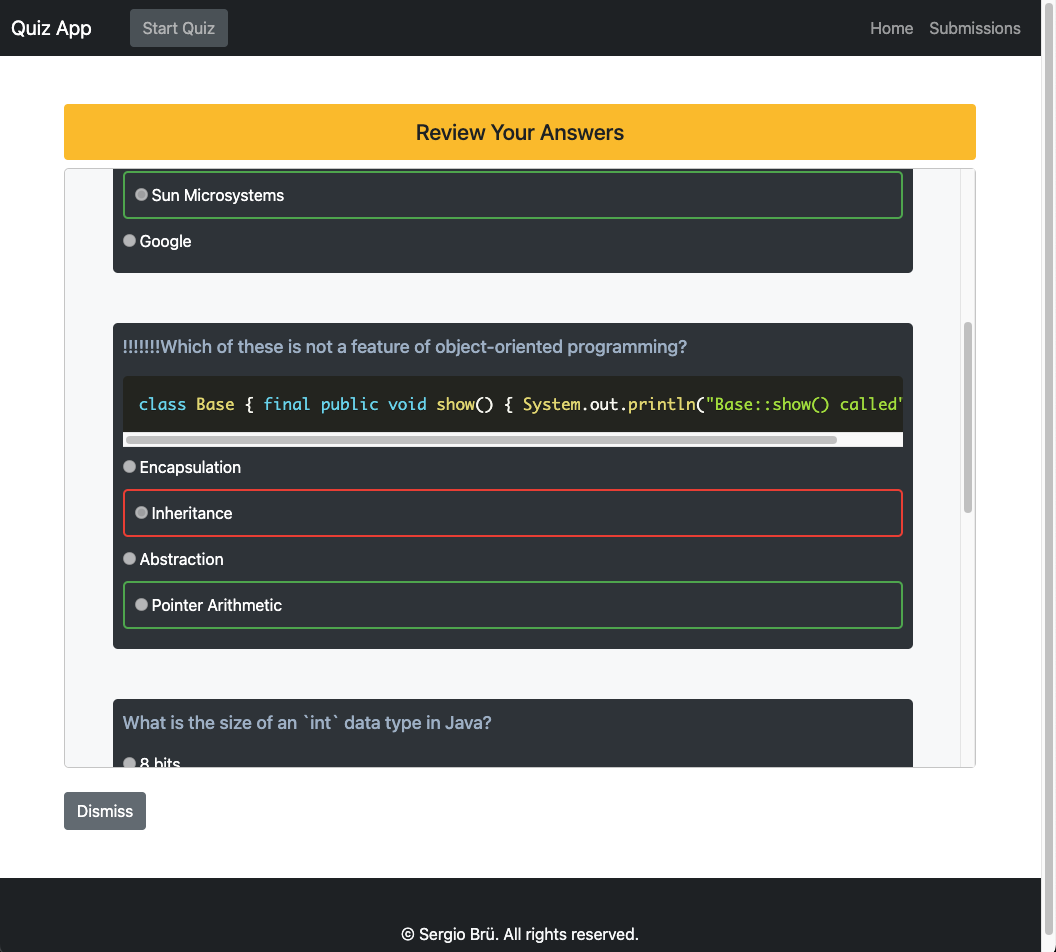 Quiz App
Start Quiz
Home
Submissions
Review Your Answers
Sun Microsystems
Google
!!!!!!!Which of these is not a feature of object-oriented programming?
class Base { final public void show() { System.out.println("Base::show() called"
Encapsulation
Inheritance
Abstraction
Pointer Arithmetic
What is the size of an `int` data type in Java?
8 bits
Dismiss
© Sergio Brü. All rights reserved.